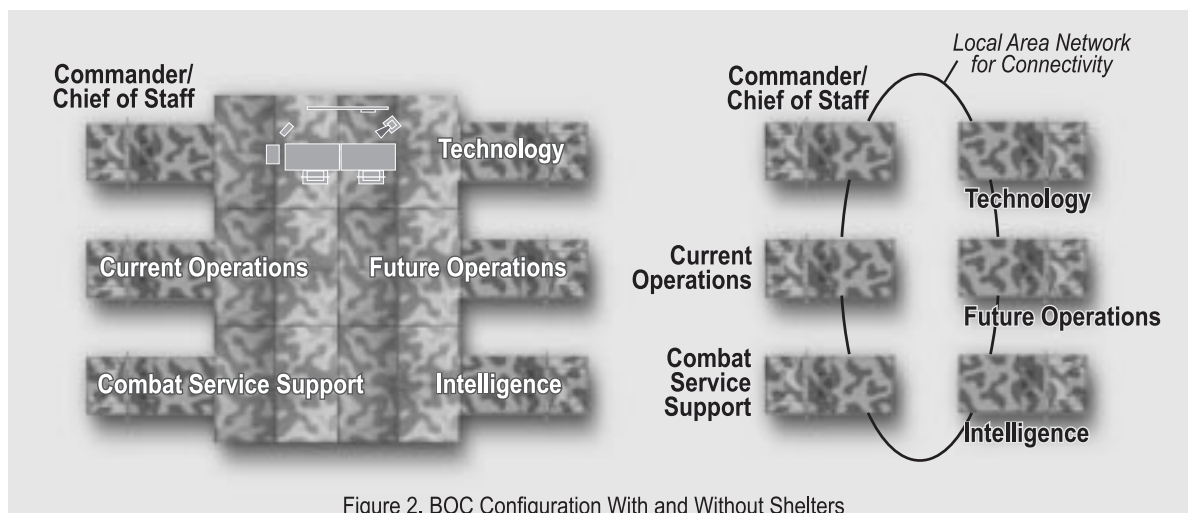 Commander/
Chief of Staff
Technology
Current Operations
Future Operations
Combat Service Support
Intelligence
Local Area Network
for Connectivity
Commander/
Chief of Staff
Technology
Current
Operations
Future Operations
Combat
Service
Support
Intelligence
Figure 2. BOC Configuration With and Without Shelters